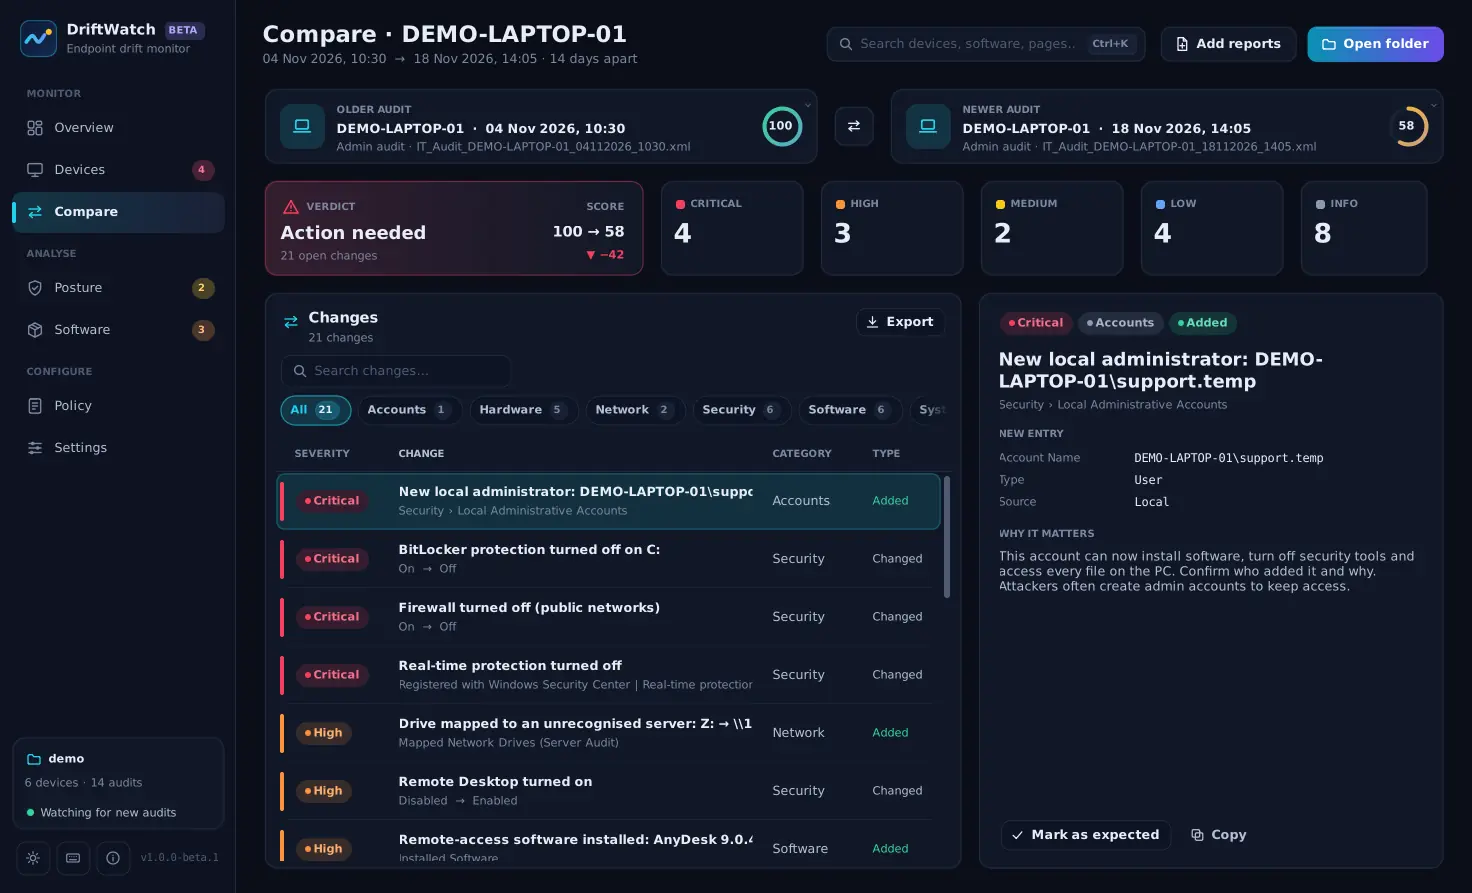 DriftWatch BETA
Endpoint drift monitor
MONITOR
Overview
Devices 4
Compare
ANALYSE
Posture 2
Software 3
CONFIGURE
Policy
Settings
demo
6 devices · 14 audits
Watching for new audits
v1.0.0-beta.1
Compare · DEMO-LAPTOP-01
04 Nov 2026, 10:30 → 18 Nov 2026, 14:05 · 14 days apart
Search devices, software, pages.. Ctrl+K
Add reports
Open folder
OLDER AUDIT
DEMO-LAPTOP-01 · 04 Nov 2026, 10:30
Admin audit · IT_Audit_DEMO-LAPTOP-01_04112026_1030.xml
100
NEWER AUDIT
DEMO-LAPTOP-01 · 18 Nov 2026, 14:05
Admin audit · IT_Audit_DEMO-LAPTOP-01_18112026_1405.xml
58
VERDICT SCORE
Action needed 100 → 58
21 open changes ▼ −42
CRITICAL
4
HIGH
3
MEDIUM
2
LOW
4
INFO
8
Changes
21 changes
Export
Search changes...
All 21 Accounts 1 Hardware 5 Network 2 Security 6 Software 6 Syst
SEVERITY CHANGE CATEGORY TYPE
Critical New local administrator: DEMO-LAPTOP-01\suppo Accounts Added
Security › Local Administrative Accounts
Critical BitLocker protection turned off on C: Security Changed
On → Off
Critical Firewall turned off (public networks) Security Changed
On → Off
Critical Real-time protection turned off Security Changed
Registered with Windows Security Center | Real-time protection
High Drive mapped to an unrecognised server: Z: → \\1 Network Added
Mapped Network Drives (Server Audit)
High Remote Desktop turned on Security Changed
Disabled → Enabled
High Remote-access software installed: AnyDesk 9.0.4 Software Added
Installed Software
Critical Accounts Added
New local administrator: DEMO-
LAPTOP-01\support.temp
Security › Local Administrative Accounts
NEW ENTRY
Account Name DEMO-LAPTOP-01\support.temp
Type User
Source Local
WHY IT MATTERS
This account can now install software, turn off security tools and
access every file on the PC. Confirm who added it and why.
Attackers often create admin accounts to keep access.
Mark as expected
Copy